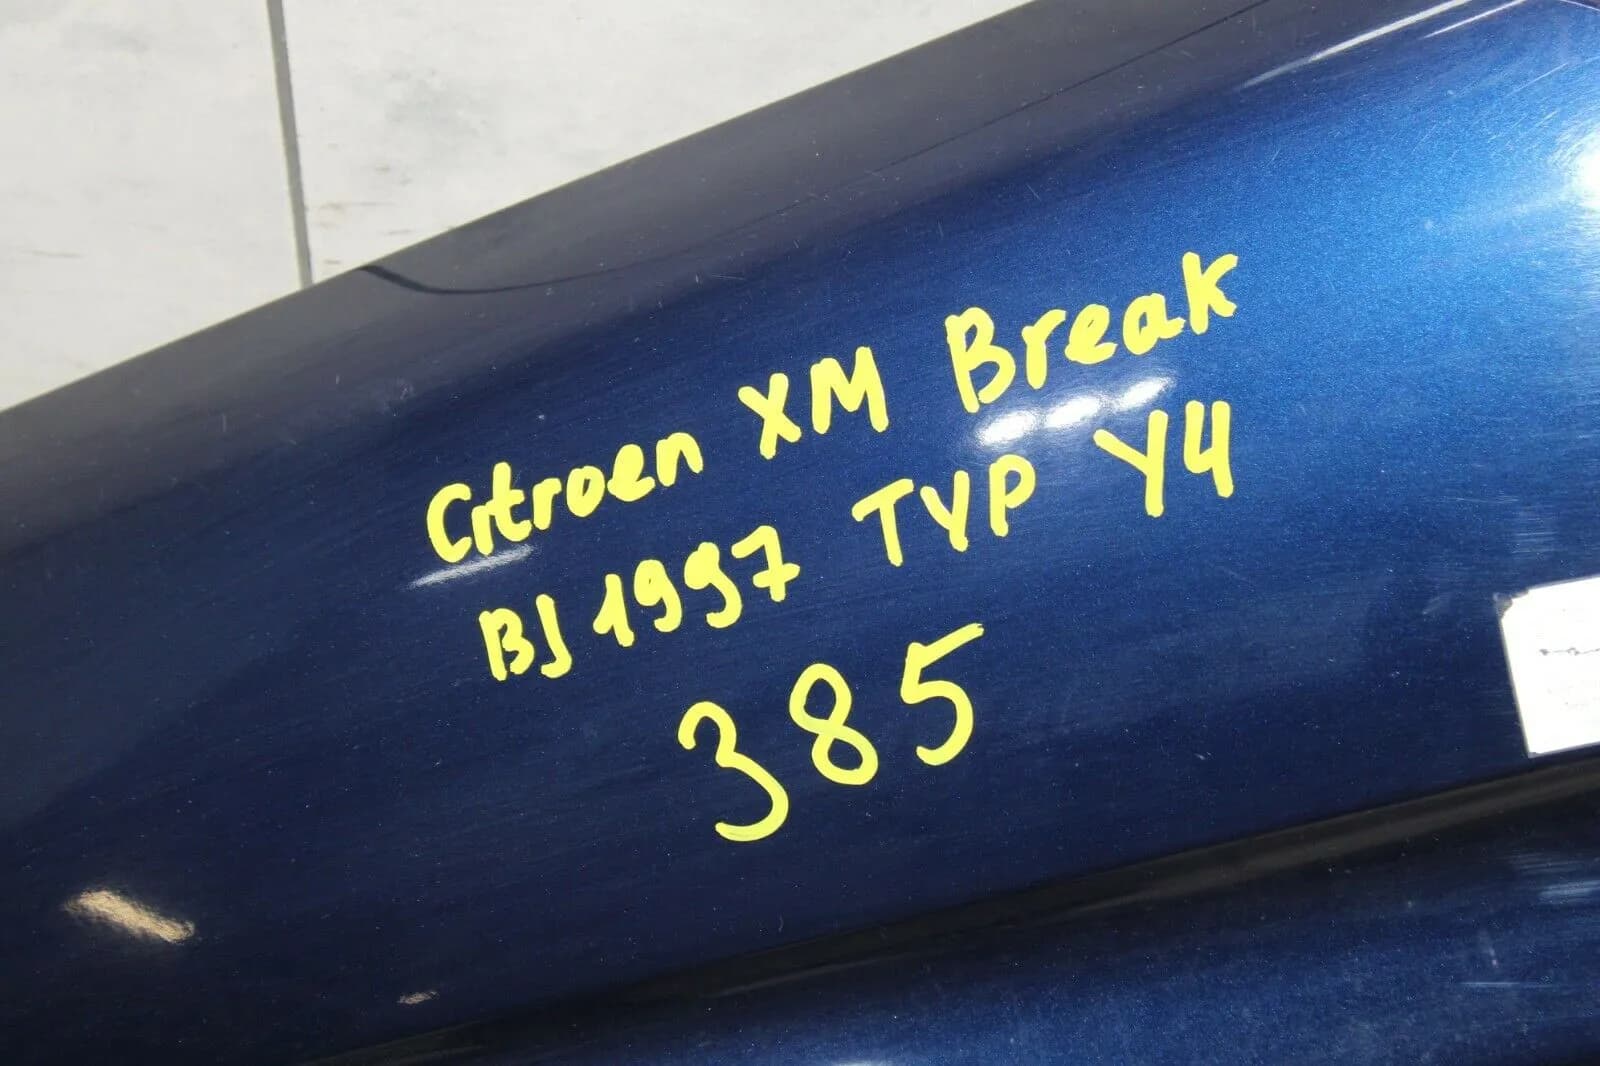 Citroen XM Break
BJ 1997 TYP Y4
385